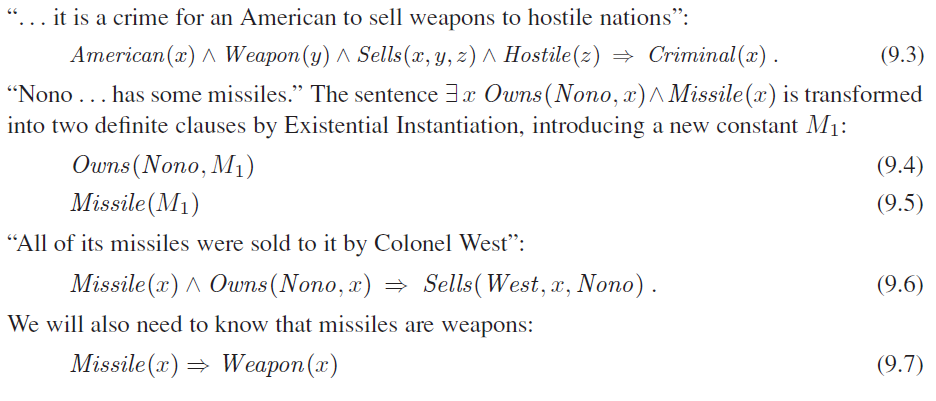 “. . . it is a crime for an American to sell weapons to hostile nations”:
American(x) ∧ Weapon(y) ∧ Sells(x, y, z) ∧ Hostile(z) ⇒ Criminal(x) . (9.3)
“Nono . . . has some missiles.” The sentence ∃ x Owns(Nono, x) ∧ Missile(x) is transformed
into two definite clauses by Existential Instantiation, introducing a new constant M₁:
Owns(Nono, M₁) (9.4)
Missile(M₁) (9.5)
“All of its missiles were sold to it by Colonel West”:
Missile(x) ∧ Owns(Nono, x) ⇒ Sells(West, x, Nono) . (9.6)
We will also need to know that missiles are weapons:
Missile(x) ⇒ Weapon(x) (9.7)